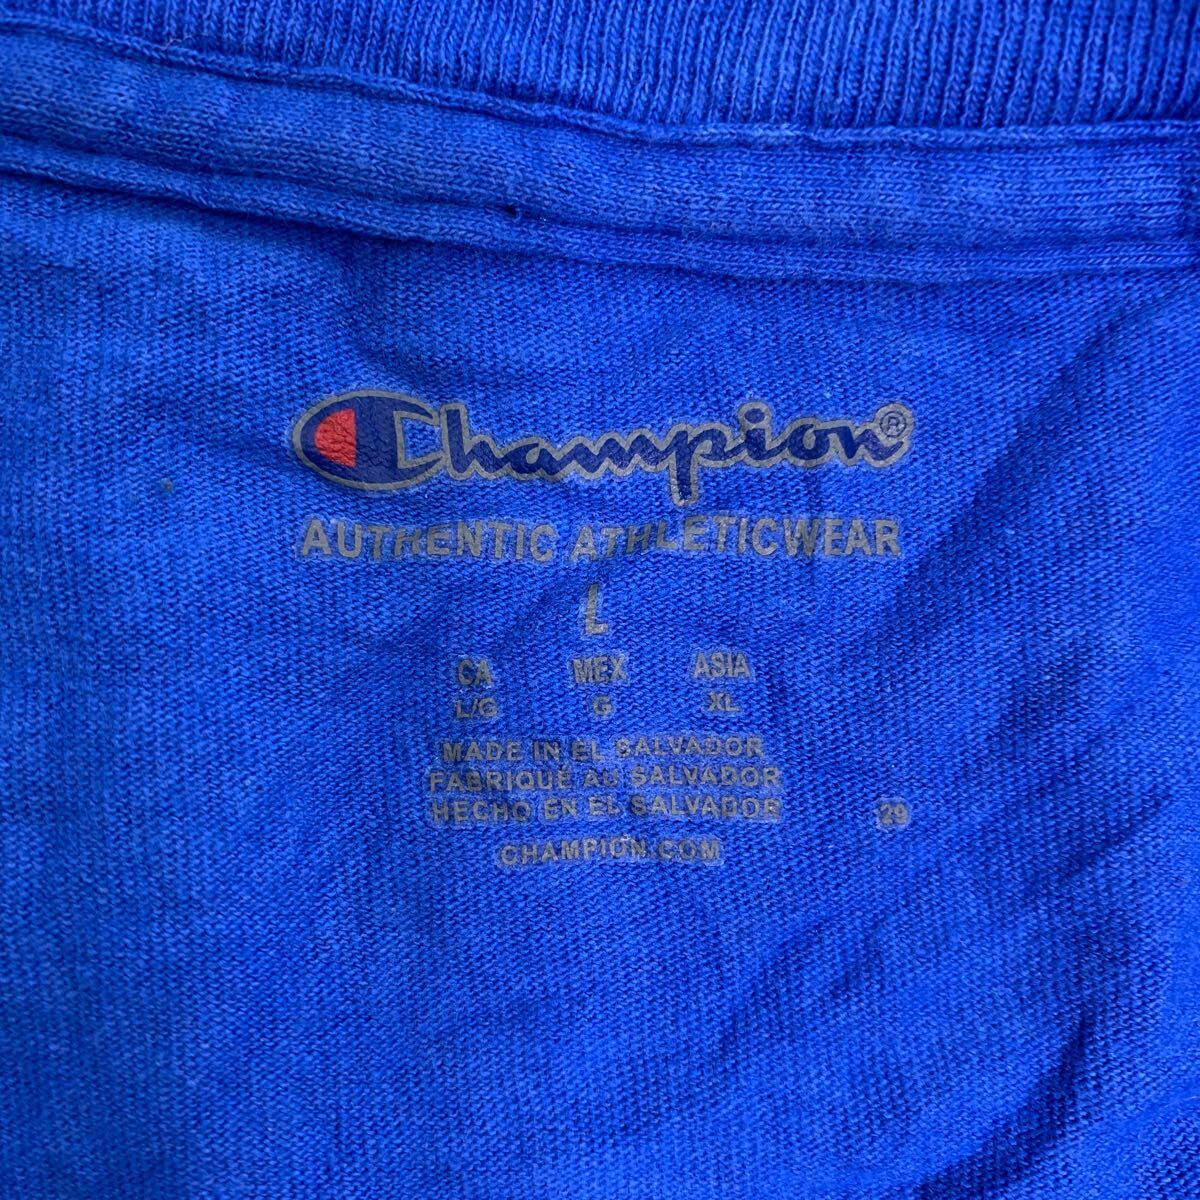 Champion®
AUTHENTIC ATHLETICWEAR
L
CA MEX ASIA
L/G G XL
MADE IN EL SALVADOR
FABRIQUÉ AU SALVADOR
HECHO EN EL SALVADOR 29
CHAMPION.COM